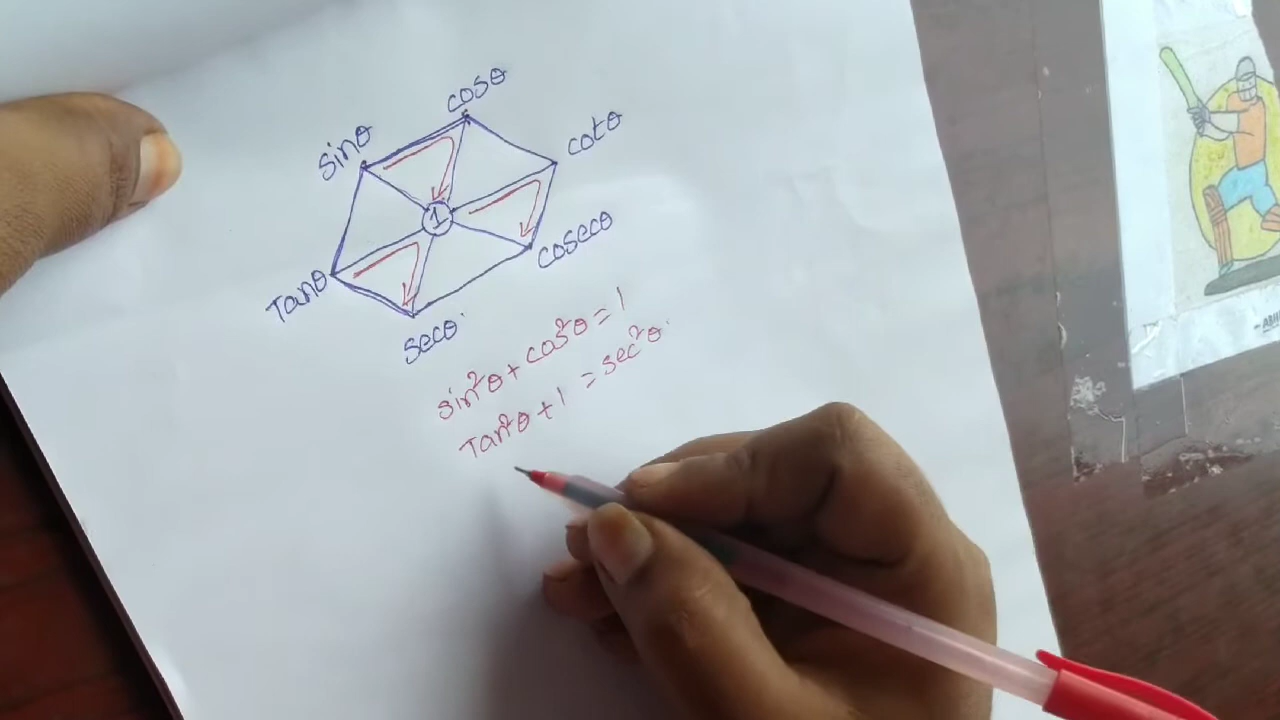 cosθ
sinθ
cotθ
1
cosecθ
Tanθ
secθ
sin²θ + cos²θ = 1
Tan²θ + 1 = sec²θ